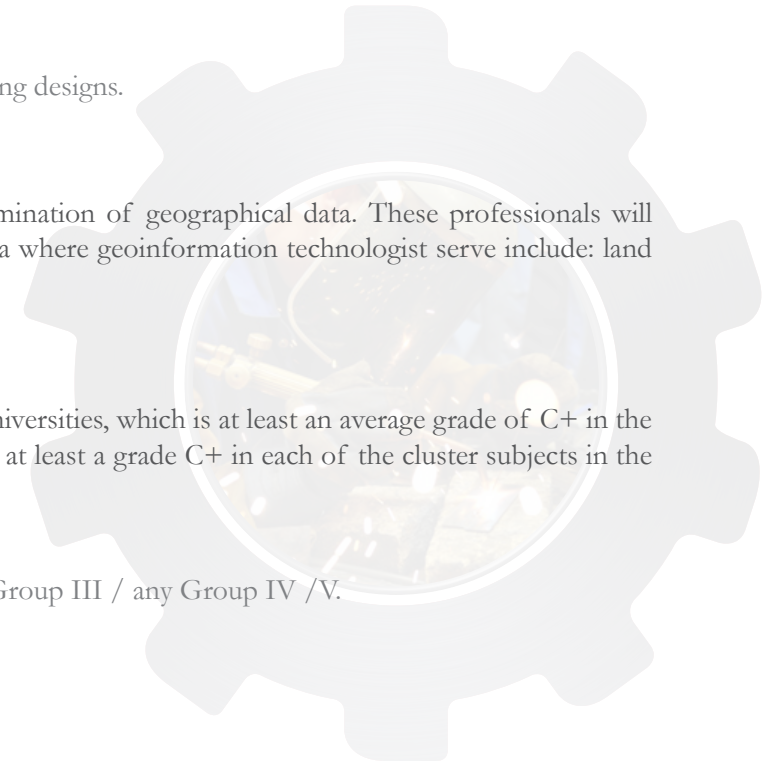 ng designs.
mination of geographical data. These professionals will
a where geoinformation technologist serve include: land
niversities, which is at least an average grade of C+ in the
at least a grade C+ in each of the cluster subjects in the
Group III / any Group IV /V.